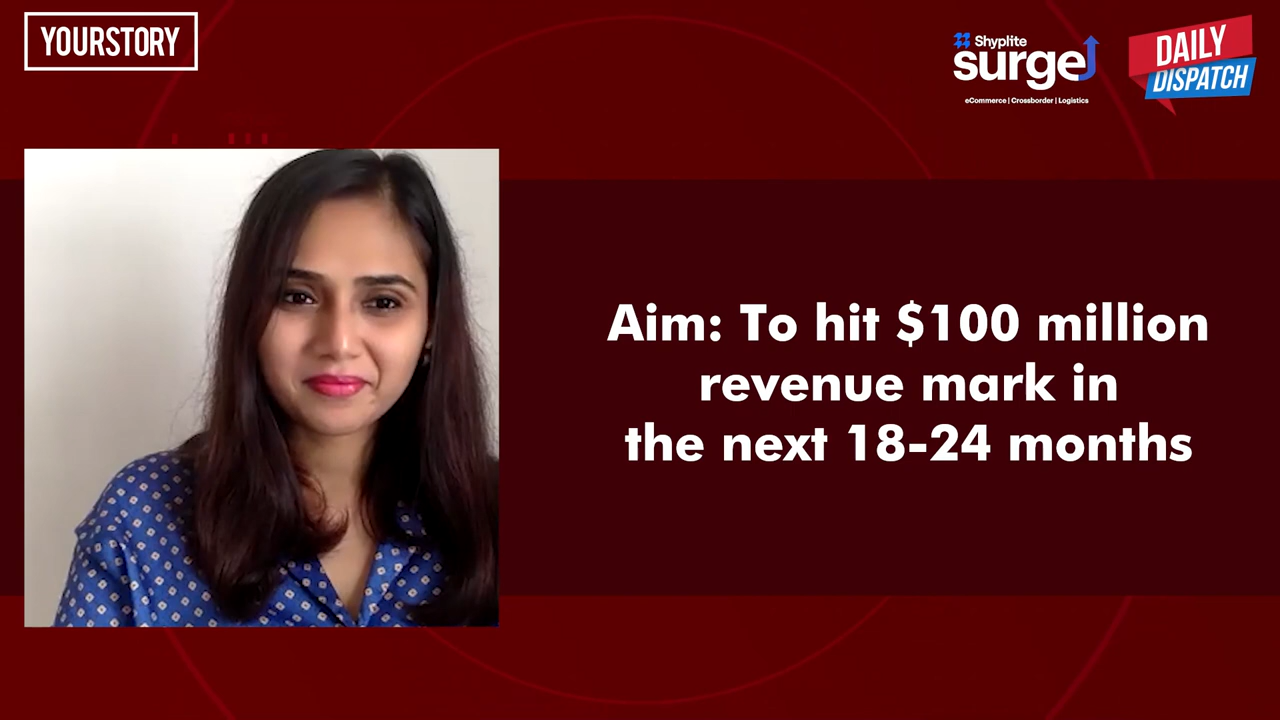 YOURSTORY
Shyplite
surge
eCommerce | Crossborder | Logistics
DAILY
DISPATCH
Aim: To hit $100 million
revenue mark in
the next 18-24 months